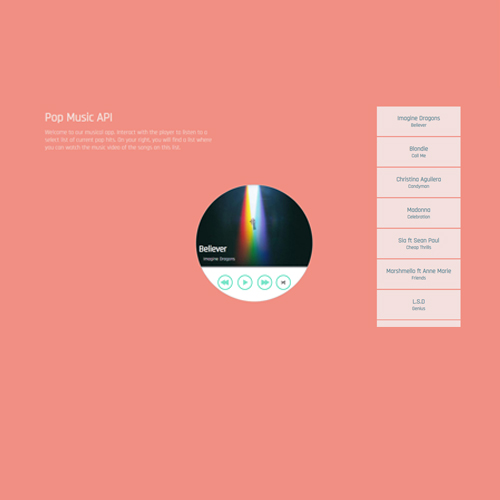 Pop Music API
Welcome to our musical app. Interact with the player to listen to a
select list of current pop hits. On your right, you will find a list where
you can watch the music video of the songs on this list.
Imagine Dragons
Believer
Blondie
Call Me
Christina Aguilera
Candyman
Madonna
Celebration
Sia ft Sean Paul
Cheap Thrills
Marshmello ft Anne Marie
Friends
L.S.D
Genius
1
Believer
Imagine Dragons